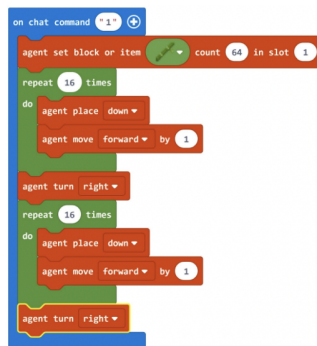 on chat command "1"
agent set block or item count 64 in slot 1
repeat 16 times
do agent place down
agent move forward by 1
agent turn right
repeat 16 times
do agent place down
agent move forward by 1
agent turn right